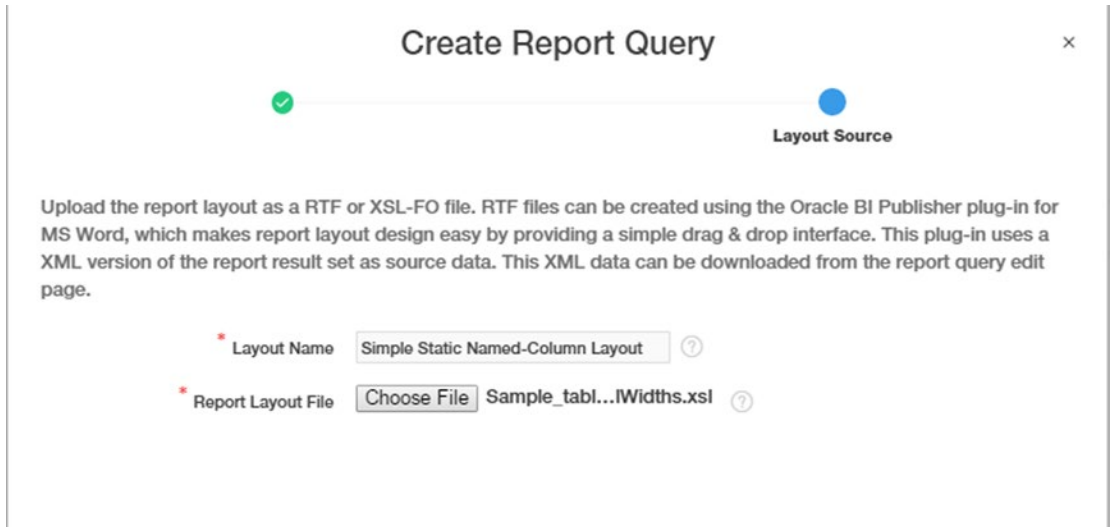 Create Report Query
×
Layout Source
Upload the report layout as a RTF or XSL-FO file. RTF files can be created using the Oracle BI Publisher plug-in for
MS Word, which makes report layout design easy by providing a simple drag & drop interface. This plug-in uses a
XML version of the report result set as source data. This XML data can be downloaded from the report query edit
page.
* Layout Name Simple Static Named-Column Layout ?
* Report Layout File Choose File Sample_tabl...lWidths.xsl ?